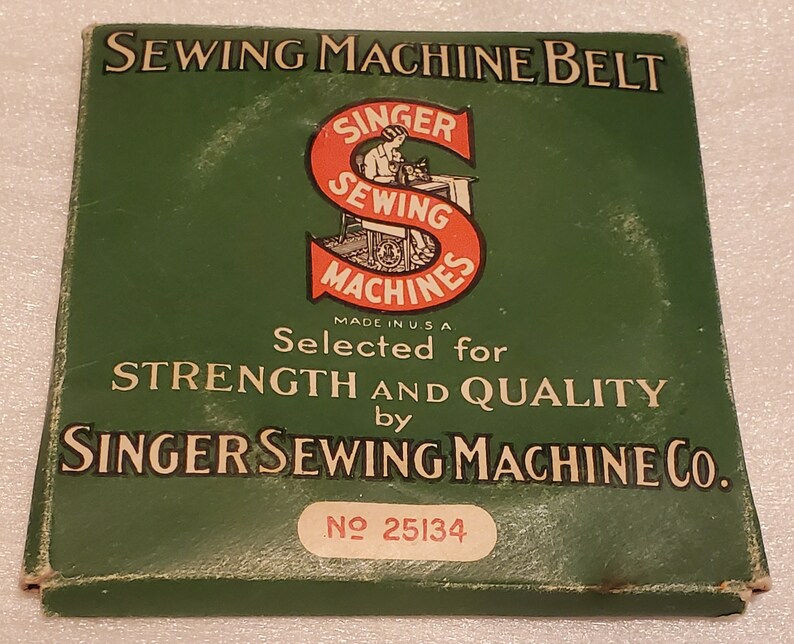 SEWING MACHINE BELT
SINGER
SEWING
MACHINES
MADE IN U.S A
Selected for
STRENGTH AND QUALITY
by
SINGER SEWING MACHINE CO.
Nº 25134